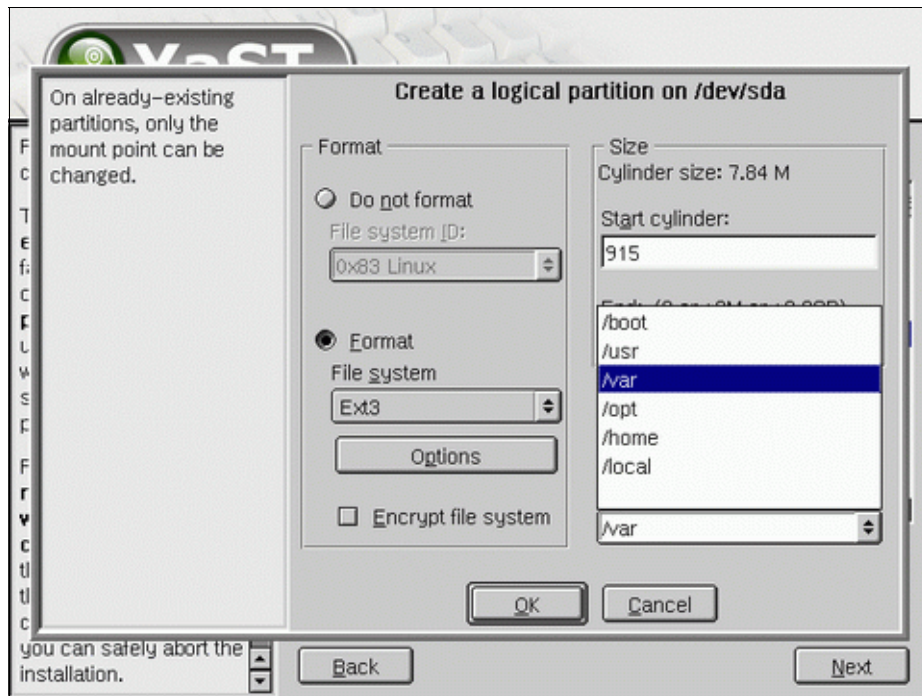 YaST
On already-existing
partitions, only the
mount point can be
changed.
Create a logical partition on /dev/sda
Format
Do not format
File system ID:
0x83 Linux
Format
File system
Ext3
Options
Encrypt file system
Size
Cylinder size: 7.84 M
Start cylinder:
915
/boot
/usr
/var
/opt
/home
/local
/var
OK
Cancel
you can safely abort the
installation.
Back
Next